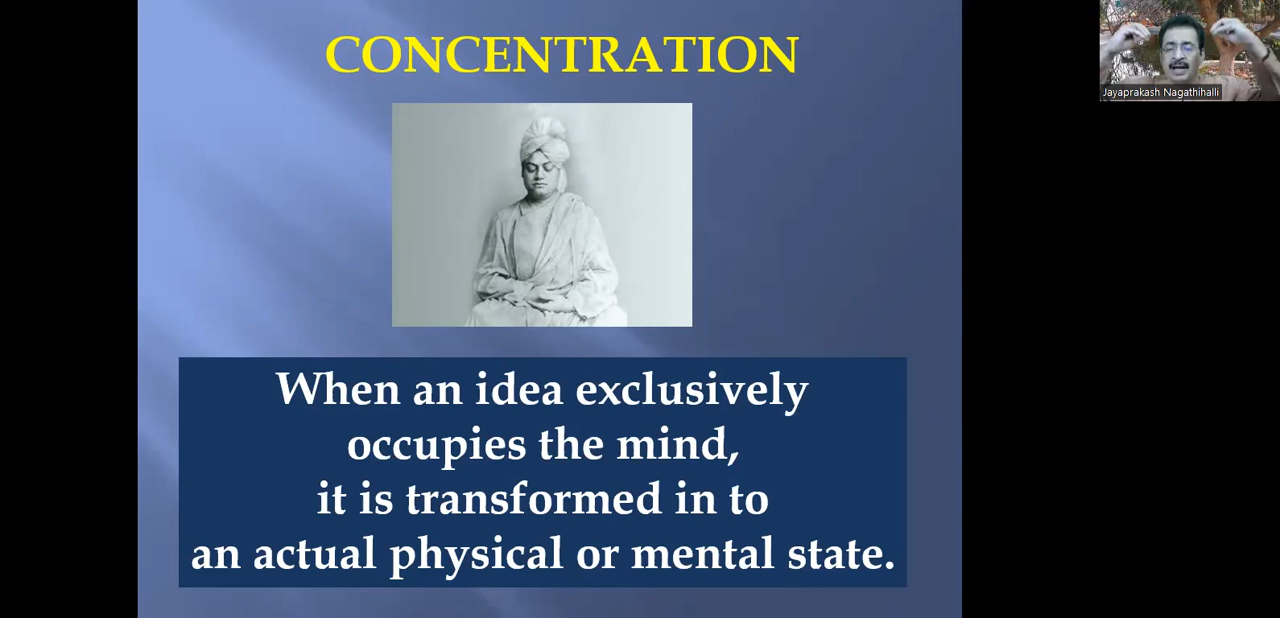 CONCENTRATION
Jayaprakash Nagathihalli
When an idea exclusively
occupies the mind,
it is transformed in to
an actual physical or mental state.